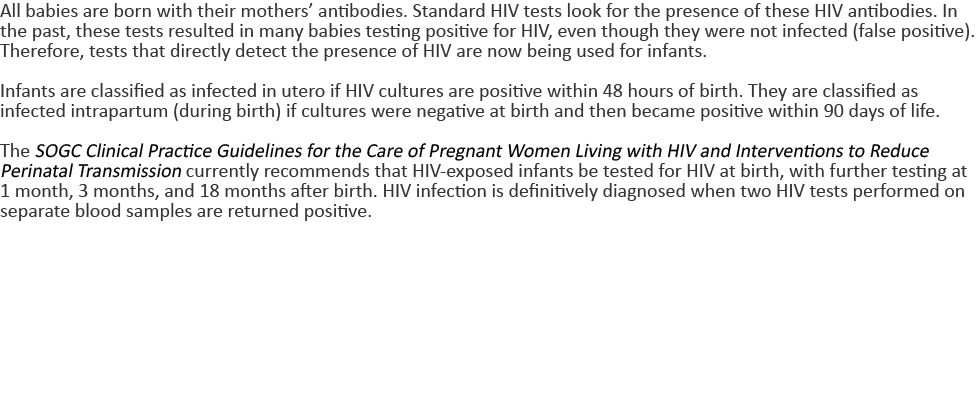 All babies are born with their mothers’ antibodies. Standard HIV tests look for the presence of these HIV antibodies. In
the past, these tests resulted in many babies testing positive for HIV, even though they were not infected (false positive).
Therefore, tests that directly detect the presence of HIV are now being used for infants.
Infants are classified as infected in utero if HIV cultures are positive within 48 hours of birth. They are classified as
infected intrapartum (during birth) if cultures were negative at birth and then became positive within 90 days of life.
The SOGC Clinical Practice Guidelines for the Care of Pregnant Women Living with HIV and Interventions to Reduce
Perinatal Transmission currently recommends that HIV-exposed infants be tested for HIV at birth, with further testing at
1 month, 3 months, and 18 months after birth. HIV infection is definitively diagnosed when two HIV tests performed on
separate blood samples are returned positive.